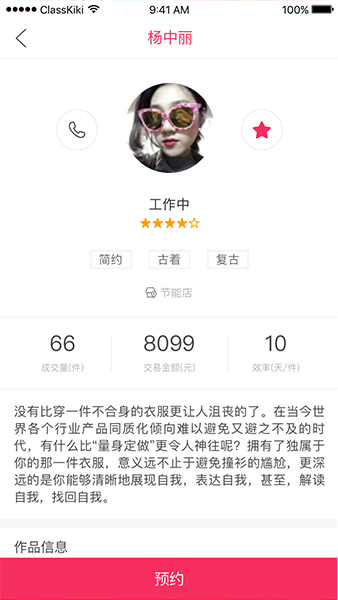 ClassKiki 9:41 AM 100%
杨中丽
工作中
简约 古着 复古
节能店
66 8099 10
成交量(件) 交易金额(元) 效率(天/件)
没有比穿一件不合身的衣服更让人沮丧的了。在当今世
界各个行业产品同质化倾向难以避免又避之不及的时
代，有什么比“量身定做”更令人神往呢？拥有了独属于
你的那一件衣服，意义远不止于避免撞衫的尴尬，更深
远的是你能够清晰地展现自我，表达自我，甚至，解读
自我，找回自我。
作品信息
预约